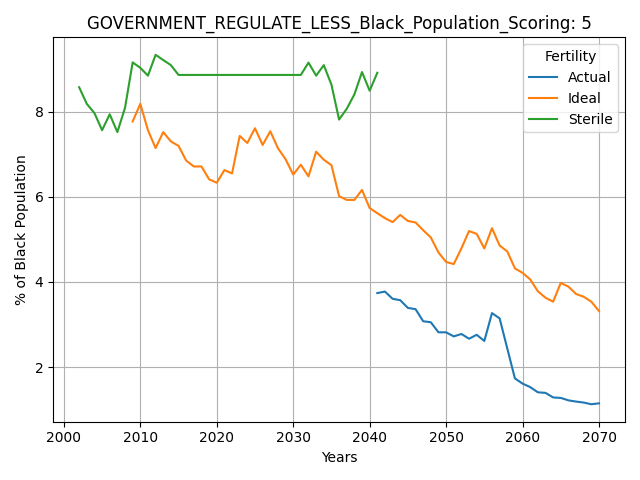 GOVERNMENT_REGULATE_LESS_Black_Population_Scoring: 5
Fertility
Actual
Ideal
Sterile
% of Black Population
8
6
4
2
2000 2010 2020 2030 2040 2050 2060 2070
Years